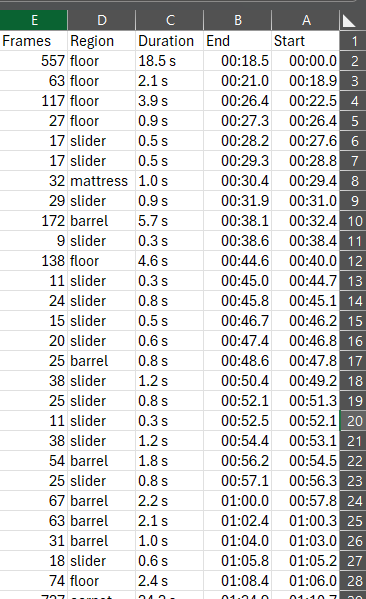 E D C B A
Frames Region Duration End Start 1
557 floor 18.5 s 00:18.5 00:00.0 2
63 floor 2.1 s 00:21.0 00:18.9 3
117 floor 3.9 s 00:26.4 00:22.5 4
27 floor 0.9 s 00:27.3 00:26.4 5
17 slider 0.5 s 00:28.2 00:27.6 6
17 slider 0.5 s 00:29.3 00:28.8 7
32 mattress 1.0 s 00:30.4 00:29.4 8
29 slider 0.9 s 00:31.9 00:31.0 9
172 barrel 5.7 s 00:38.1 00:32.4 10
9 slider 0.3 s 00:38.6 00:38.4 11
138 floor 4.6 s 00:44.6 00:40.0 12
11 slider 0.3 s 00:45.0 00:44.7 13
24 slider 0.8 s 00:45.8 00:45.1 14
15 slider 0.5 s 00:46.7 00:46.2 15
20 slider 0.6 s 00:47.4 00:46.8 16
25 barrel 0.8 s 00:48.6 00:47.8 17
38 slider 1.2 s 00:50.4 00:49.2 18
25 slider 0.8 s 00:52.1 00:51.3 19
11 slider 0.3 s 00:52.5 00:52.1 20
38 slider 1.2 s 00:54.4 00:53.1 21
54 barrel 1.8 s 00:56.2 00:54.5 22
25 slider 0.8 s 00:57.1 00:56.3 23
67 barrel 2.2 s 01:00.0 00:57.8 24
63 barrel 2.1 s 01:02.4 01:00.3 25
31 barrel 1.0 s 01:04.0 01:03.0 26
18 slider 0.6 s 01:05.8 01:05.2 27
74 floor 2.4 s 01:08.4 01:06.0 28